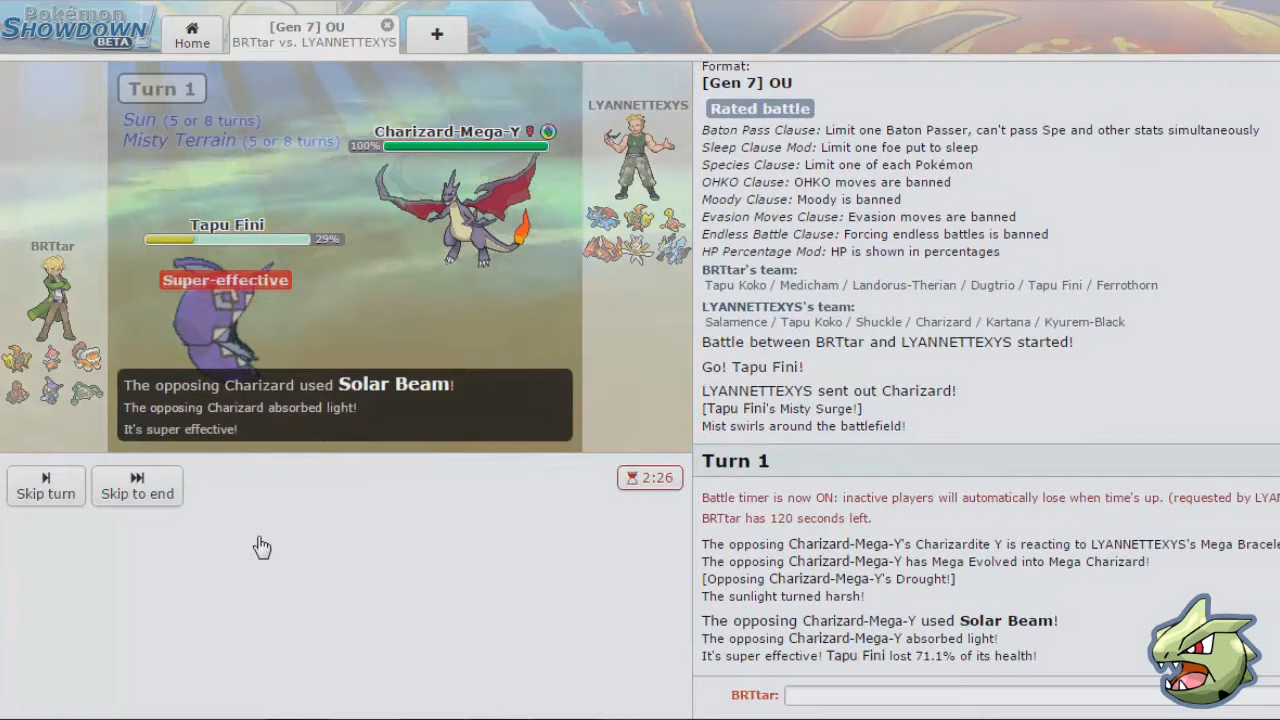 Pokémon
SHOWDOWN
BETA
Home
[Gen 7] OU
BRTtar vs. LYANNETTEXYS
+
Turn 1
Sun (5 or 8 turns)
Misty Terrain (5 or 8 turns)
Charizard-Mega-Y
100%
Tapu Fini
29%
Super-effective
BRTtar
LYANNETTEXYS
The opposing Charizard used Solar Beam!
The opposing Charizard absorbed light!
It's super effective!
Skip turn
Skip to end
2:26
Format:
[Gen 7] OU
Rated battle
Baton Pass Clause: Limit one Baton Passer, can't pass Spe and other stats simultaneously
Sleep Clause Mod: Limit one foe put to sleep
Species Clause: Limit one of each Pokémon
OHKO Clause: OHKO moves are banned
Moody Clause: Moody is banned
Evasion Moves Clause: Evasion moves are banned
Endless Battle Clause: Forcing endless battles is banned
HP Percentage Mod: HP is shown in percentages
BRTtar's team:
Tapu Koko / Medicham / Landorus-Therian / Dugtrio / Tapu Fini / Ferrothorn
LYANNETTEXYS's team:
Salamence / Tapu Koko / Shuckle / Charizard / Kartana / Kyurem-Black
Battle between BRTtar and LYANNETTEXYS started!
Go! Tapu Fini!
LYANNETTEXYS sent out Charizard!
[Tapu Fini's Misty Surge!]
Mist swirls around the battlefield!
Turn 1
Battle timer is now ON: inactive players will automatically lose when time's up. (requested by LYAN
BRTtar has 120 seconds left.
The opposing Charizard-Mega-Y's Charizardite Y is reacting to LYANNETTEXYS's Mega Bracele
The opposing Charizard-Mega-Y has Mega Evolved into Mega Charizard!
[Opposing Charizard-Mega-Y's Drought!]
The sunlight turned harsh!
The opposing Charizard-Mega-Y used Solar Beam!
The opposing Charizard-Mega-Y absorbed light!
It's super effective! Tapu Fini lost 71.1% of its health!
BRTtar: